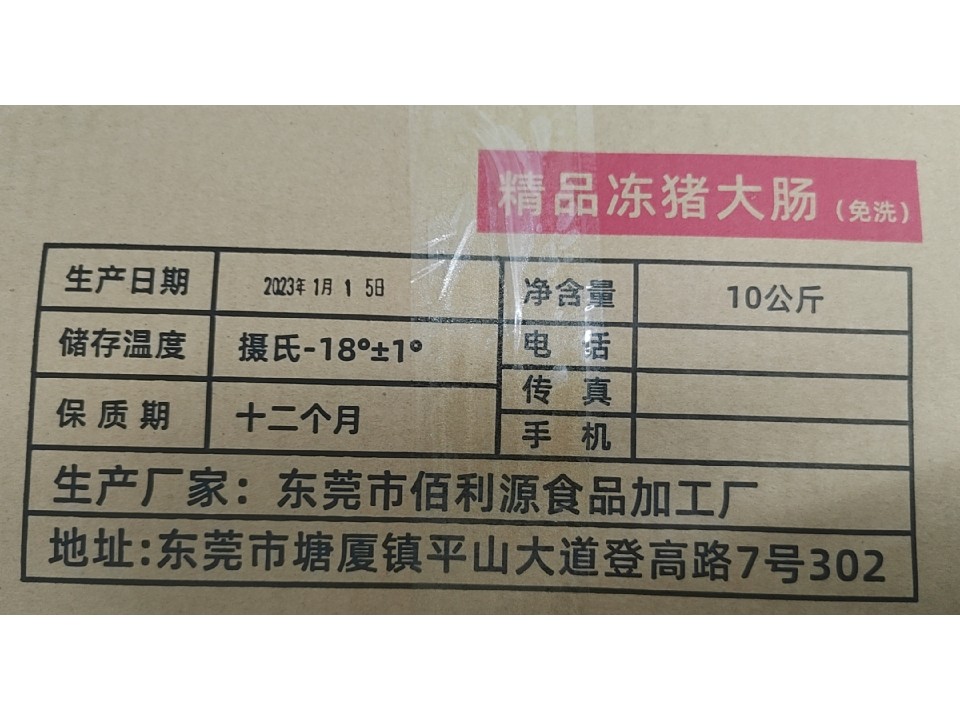 精品冻猪大肠（免洗）
生产日期 2023年1月15日 净含量 10公斤
储存温度 摄氏-18°±1° 电 话
保质期 十二个月 传 真
手 机
生产厂家：东莞市佰利源食品加工厂
地址:东莞市塘厦镇平山大道登高路7号302